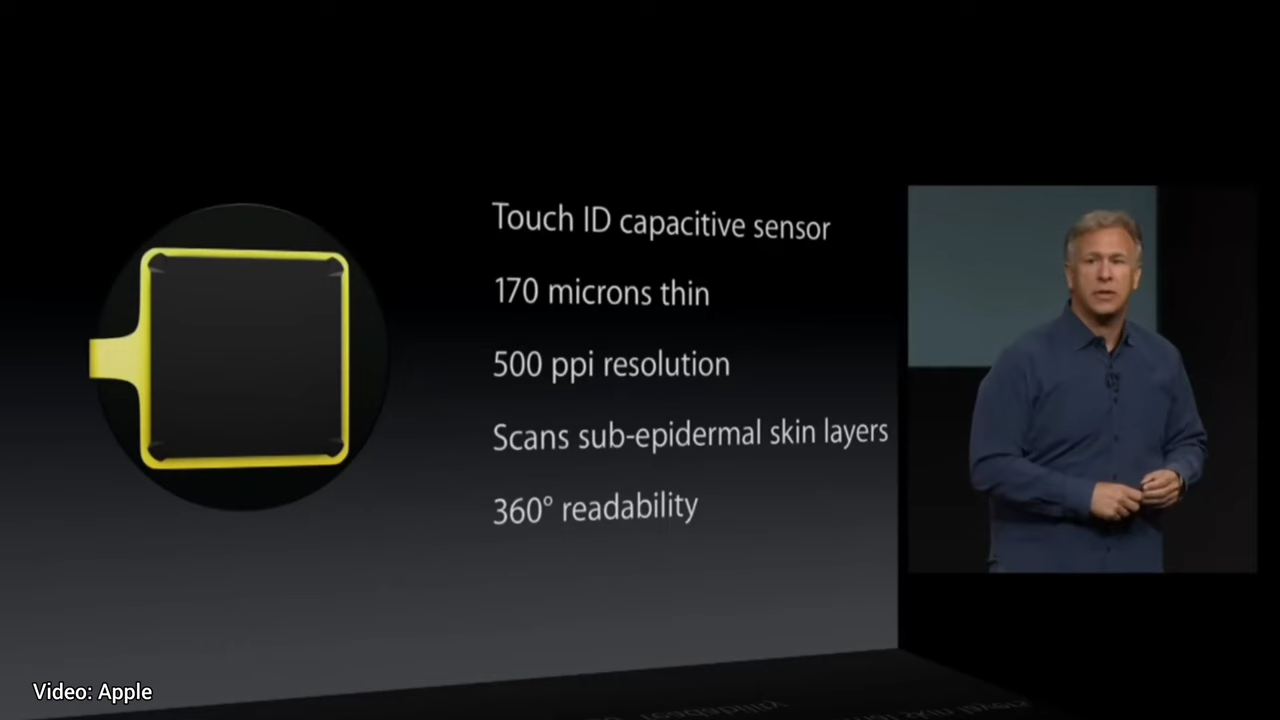 Touch ID capacitive sensor
170 microns thin
500 ppi resolution
Scans sub-epidermal skin layers
360° readability
Video: Apple